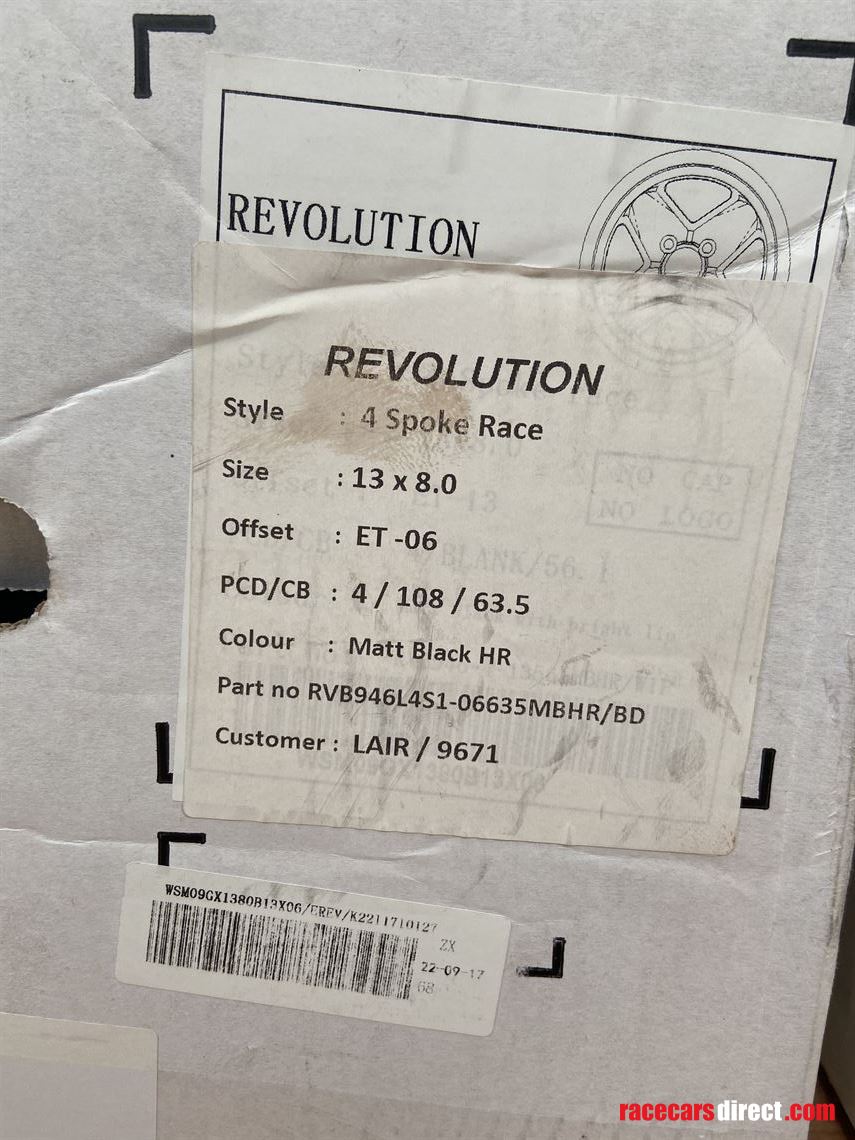 REVOLUTION
REVOLUTION
Style : 4 Spoke Race
Size : 13 x 8.0
Offset : ET -06
PCD/CB : 4 / 108 / 63.5
Colour : Matt Black HR
Part no RVB946L4S1-06635MBHR/BD
Customer : LAIR / 9671
WSM09GX1380B13X06/EREV/K2211710127
ZX
22-09-17
68
racecarsdirect.com